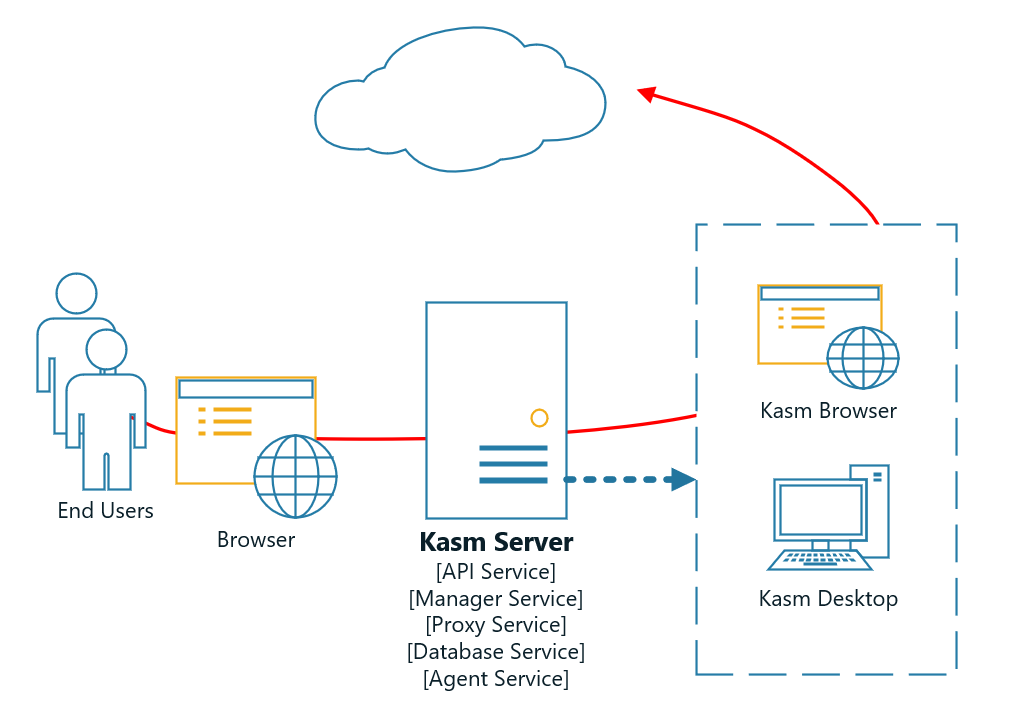 Kasm Browser
End Users
Browser
Kasm Server
[API Service]
[Manager Service]
[Proxy Service]
[Database Service]
[Agent Service]
Kasm Desktop